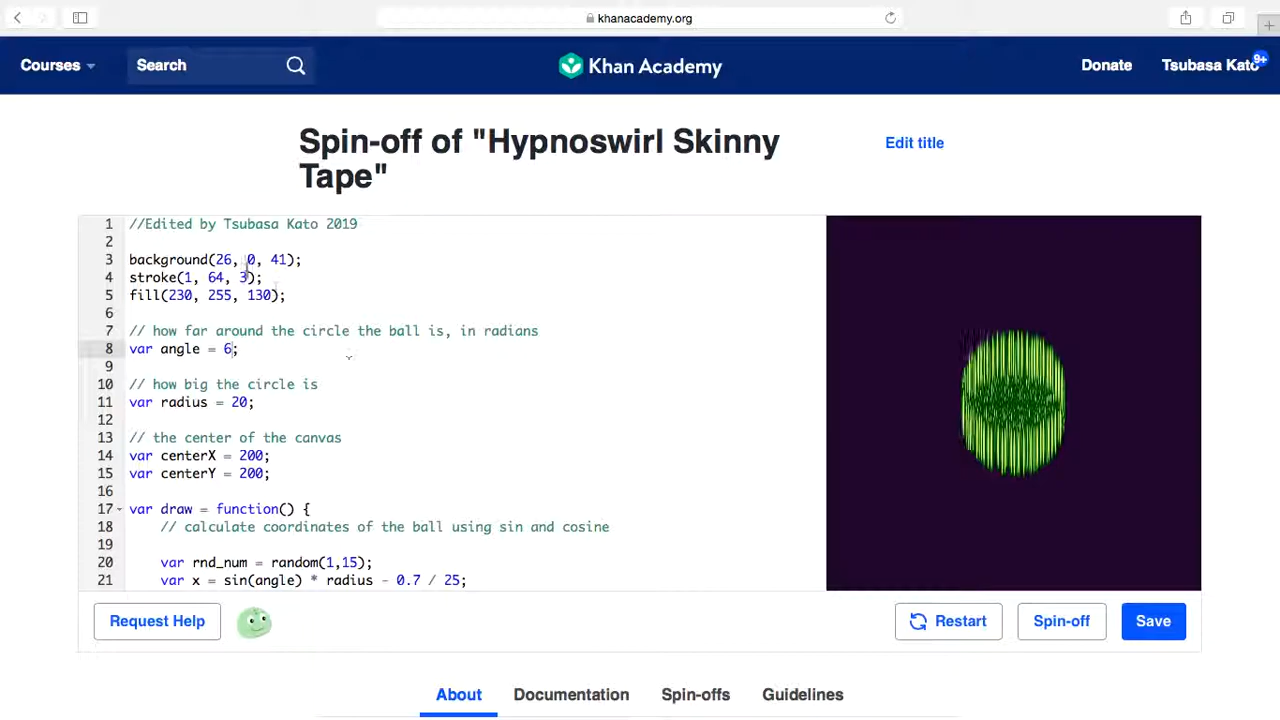 khanacademy.org
Courses
Search
Khan Academy
Donate
Tsubasa Kato
9+
Spin-off of "Hypnoswirl Skinny
Tape"
Edit title
1 //Edited by Tsubasa Kato 2019
2
3 background(26, 0, 41);
4 stroke(1, 64, 3);
5 fill(230, 255, 130);
6
7 // how far around the circle the ball is, in radians
8 var angle = 6;
9
10 // how big the circle is
11 var radius = 20;
12
13 // the center of the canvas
14 var centerX = 200;
15 var centerY = 200;
16
17 var draw = function() {
18 // calculate coordinates of the ball using sin and cosine
19
20 var rnd_num = random(1,15);
21 var x = sin(angle) * radius - 0.7 / 25;
Request Help
Restart
Spin-off
Save
About
Documentation
Spin-offs
Guidelines